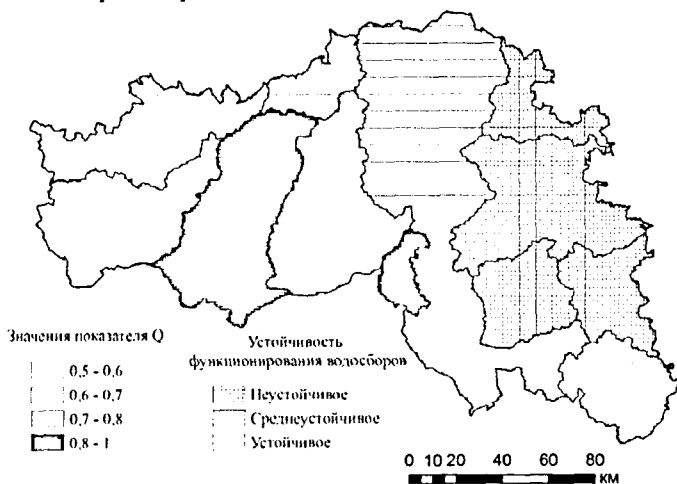 Значения показателя Q
0,5 - 0,6
0,6 - 0,7
0,7 - 0,8
0,8 - 1
Устойчивость
функционирования водосборов
Неустойчивое
Среднеустойчивое
Устойчивое
0 10 20 40 60 80
км